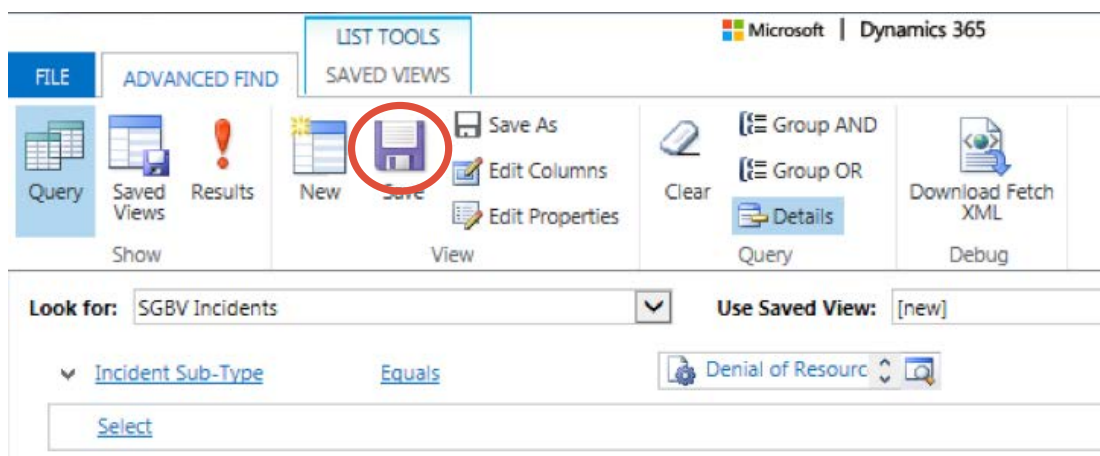 LIST TOOLS
Microsoft | Dynamics 365
FILE
ADVANCED FIND
SAVED VIEWS
Query
Saved Views
Results
New
Save
Save As
Edit Columns
Edit Properties
Clear
Group AND
Group OR
Details
Download Fetch XML
Show
View
Query
Debug
Look for: SGBV Incidents
Use Saved View: [new]
Incident Sub-Type Equals Denial of Resourc
Select